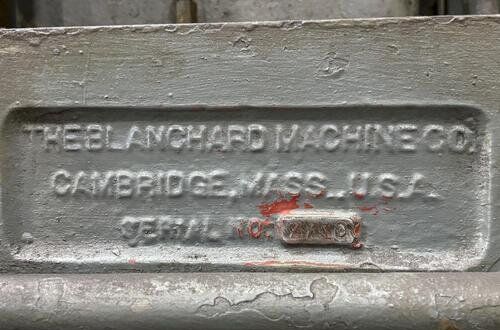 THE BLANCHARD MACHINE CO.
CAMBRIDGE, MASS. U.S.A.
SERIAL NO.